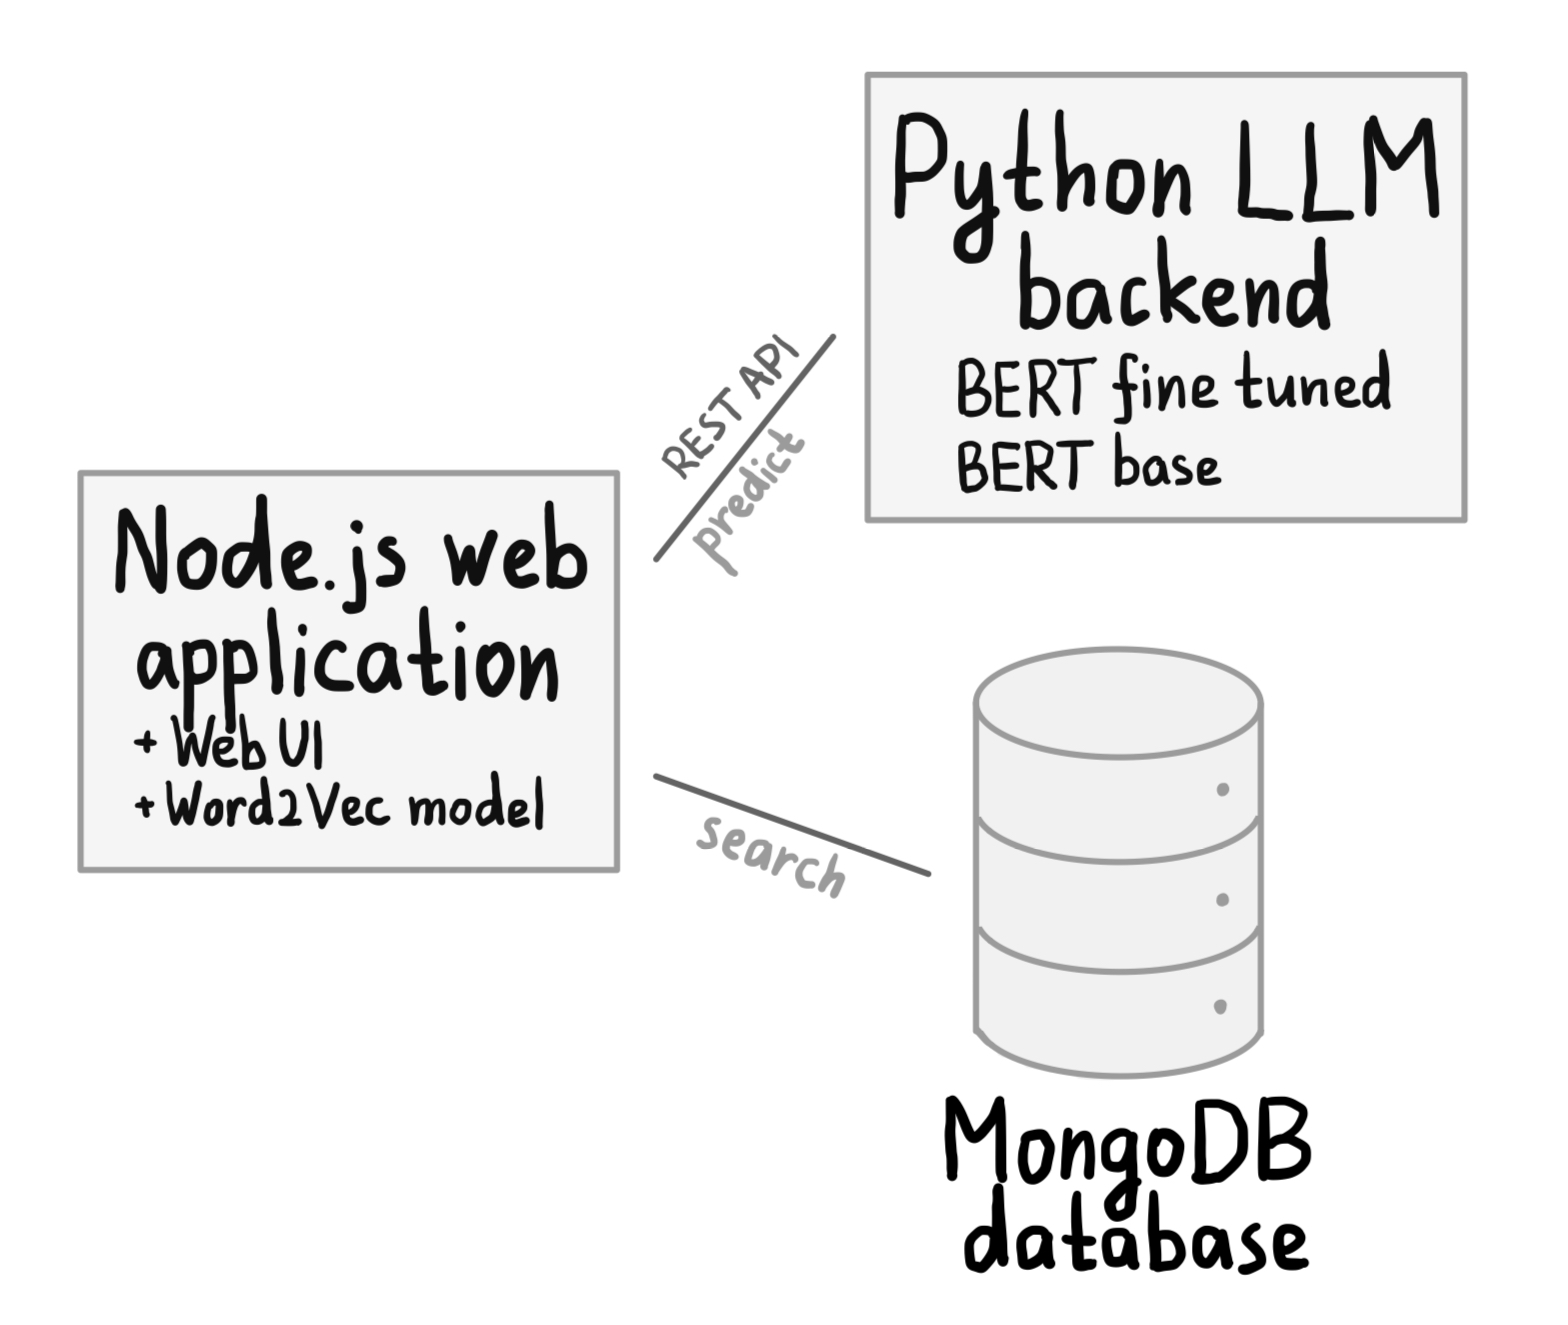 Python LLM
backend
BERT fine tuned
BERT base
REST API
predict
Node.js web
application
+ Web UI
+ Word2Vec model
search
MongoDB
database